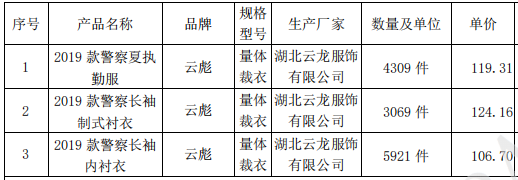 序号 产品名称 品牌 规格型号 生产厂家 数量及单位 单价
1 2019 款警察夏执勤服 云彪 量体裁衣 湖北云龙服饰有限公司 4309 件 119.31
2 2019 款警察长袖制式衬衣 云彪 量体裁衣 湖北云龙服饰有限公司 3069 件 124.16
3 2019 款警察长袖内衬衣 云彪 量体裁衣 湖北云龙服饰有限公司 5921 件 106.70